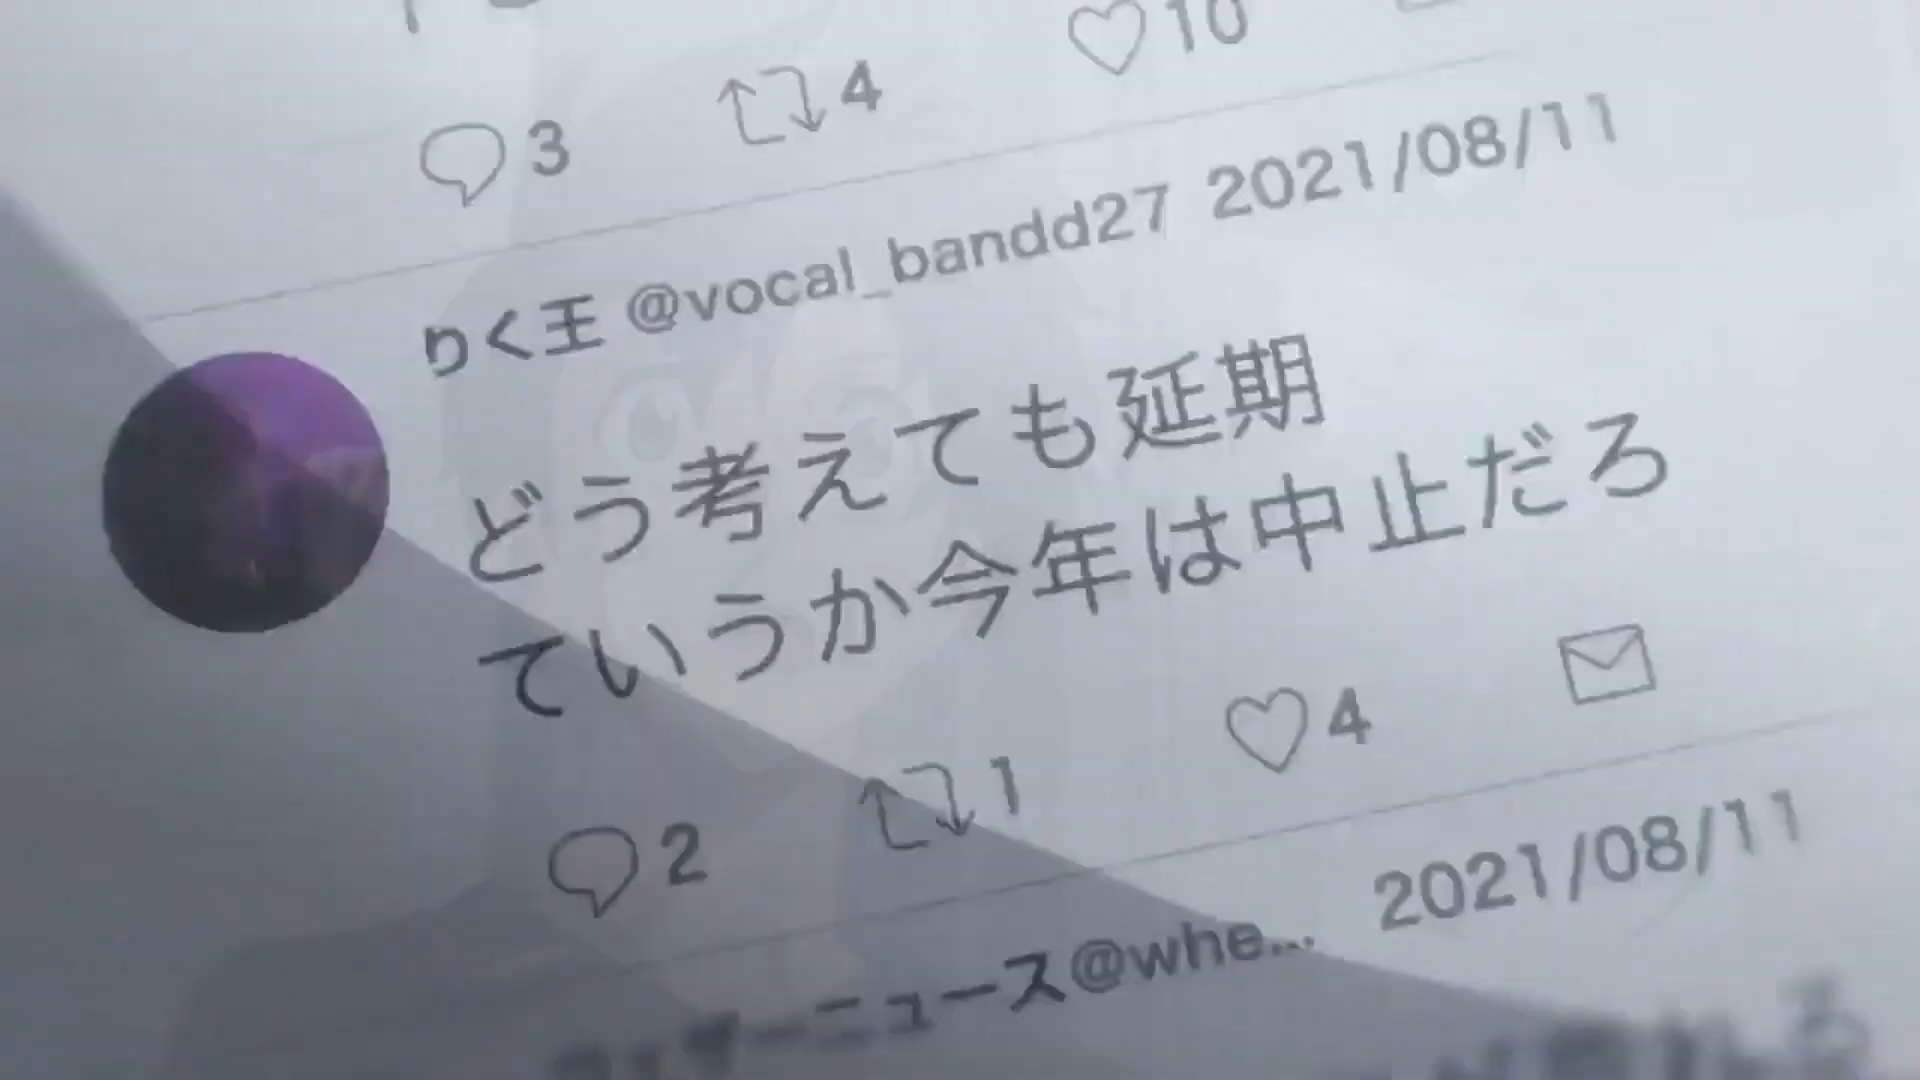 10
3 4
りく王 @vocal_bandd27 2021/08/11
どう考えても延期
ていうか今年は中止だろ
2 1 4
ニュース@whe... 2021/08/11